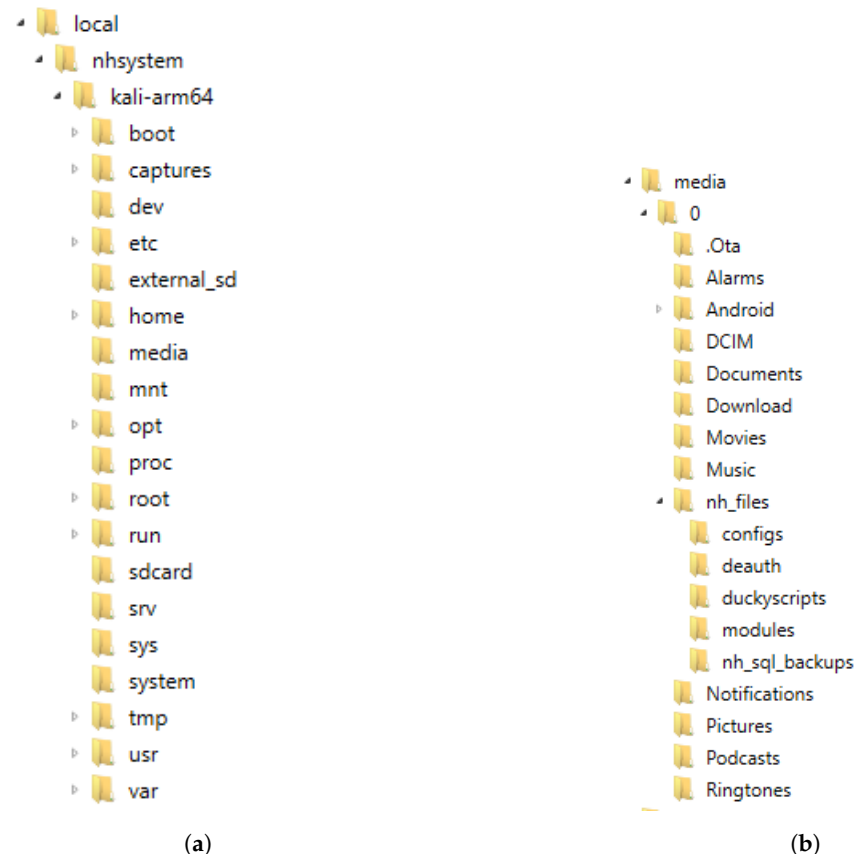 local
nhsystem
kali-arm64
boot
captures
dev
etc
external_sd
home
media
mnt
opt
proc
root
run
sdcard
srv
sys
system
tmp
usr
var
(a)
media
0
.Ota
Alarms
Android
DCIM
Documents
Download
Movies
Music
nh_files
configs
deauth
duckyscripts
modules
nh_sql_backups
Notifications
Pictures
Podcasts
Ringtones
(b)